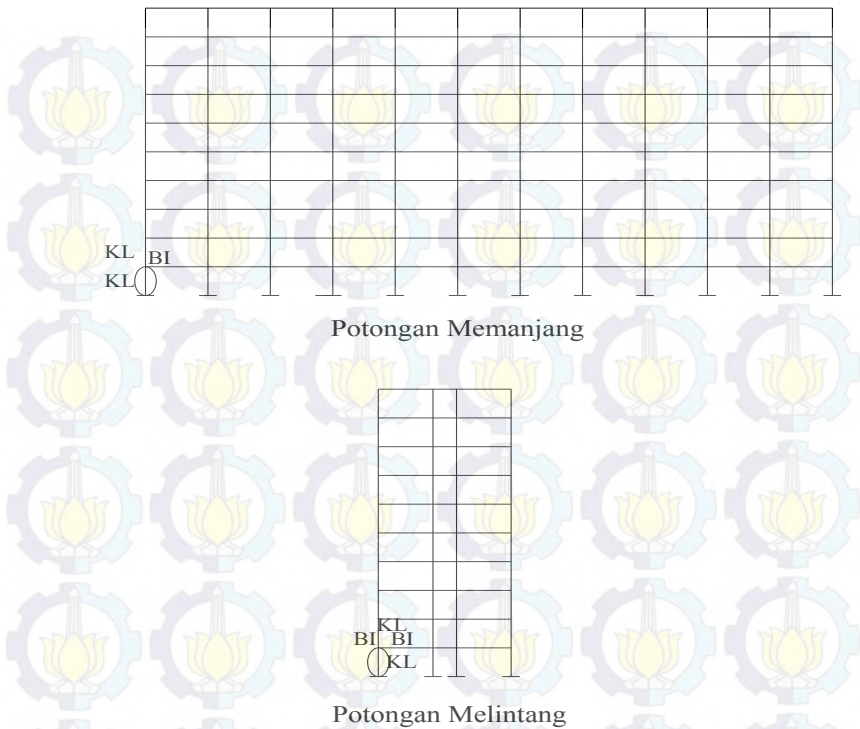 KL BI
KL
Potongan Memanjang
KL
BI BI
KL
Potongan Melintang